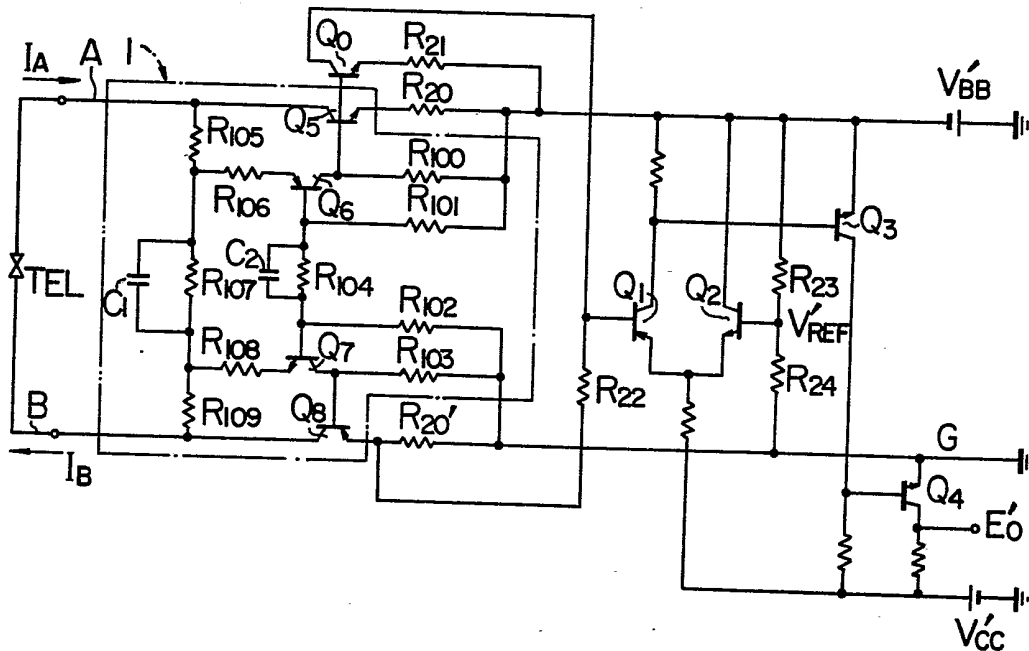 Q0
R21
IA
A
1
V'BB
R20
Q5
R105
R100
Q6
R106
R101
Q3
C2
R104
TEL
C1
R107
Q1
Q2
R23
R102
V'REF
R108
Q7
R103
R22
R24
R109
Q8
B
R20'
G
IB
Q4
E'0
V'CC